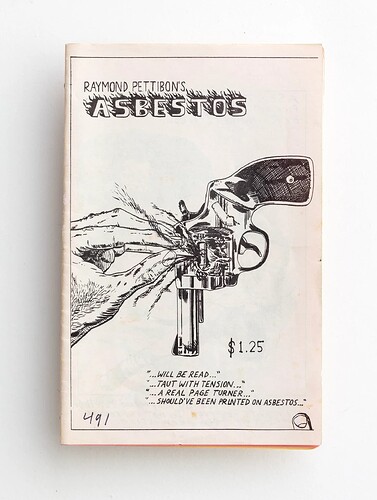 RAYMOND PETTIBON'S
ASBESTOS
$1.25
"...WILL BE READ..."
"...TAUT WITH TENSION..."
"...A REAL PAGE TURNER..."
"...SHOULD'VE BEEN PRINTED ON ASBESTOS..."
491